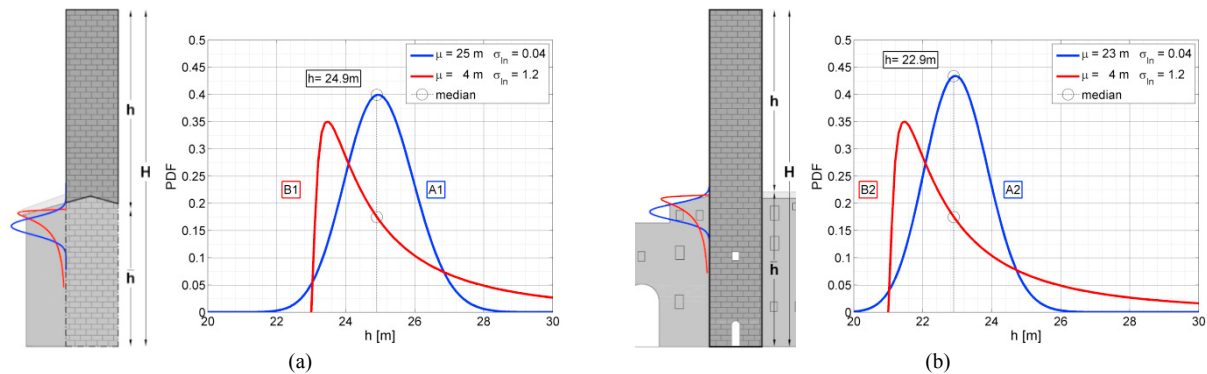 h
H
h̄
0.5
0.45
0.4
0.35
0.3
0.25
0.2
0.15
0.1
0.05
0
PDF
20 22 24 26 28 30
h [m]
h= 24.9m
μ = 25 m σln = 0.04
μ = 4 m σln = 1.2
median
B1
A1
(a)
h
H
h̄
0.5
0.45
0.4
0.35
0.3
0.25
0.2
0.15
0.1
0.05
0
PDF
20 22 24 26 28 30
h [m]
h= 22.9m
μ = 23 m σln = 0.04
μ = 4 m σln = 1.2
median
B2
A2
(b)